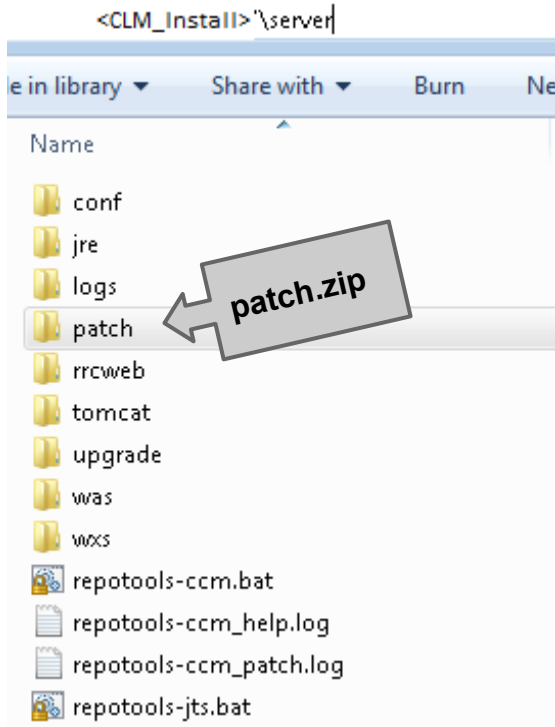 <CLM_Install>"\server
e in library ▼ Share with ▼ Burn Ne
Name
conf
jre
logs
patch
patch.zip
rrcweb
tomcat
upgrade
was
wxs
repotools-ccm.bat
repotools-ccm_help.log
repotools-ccm_patch.log
repotools-jts.bat